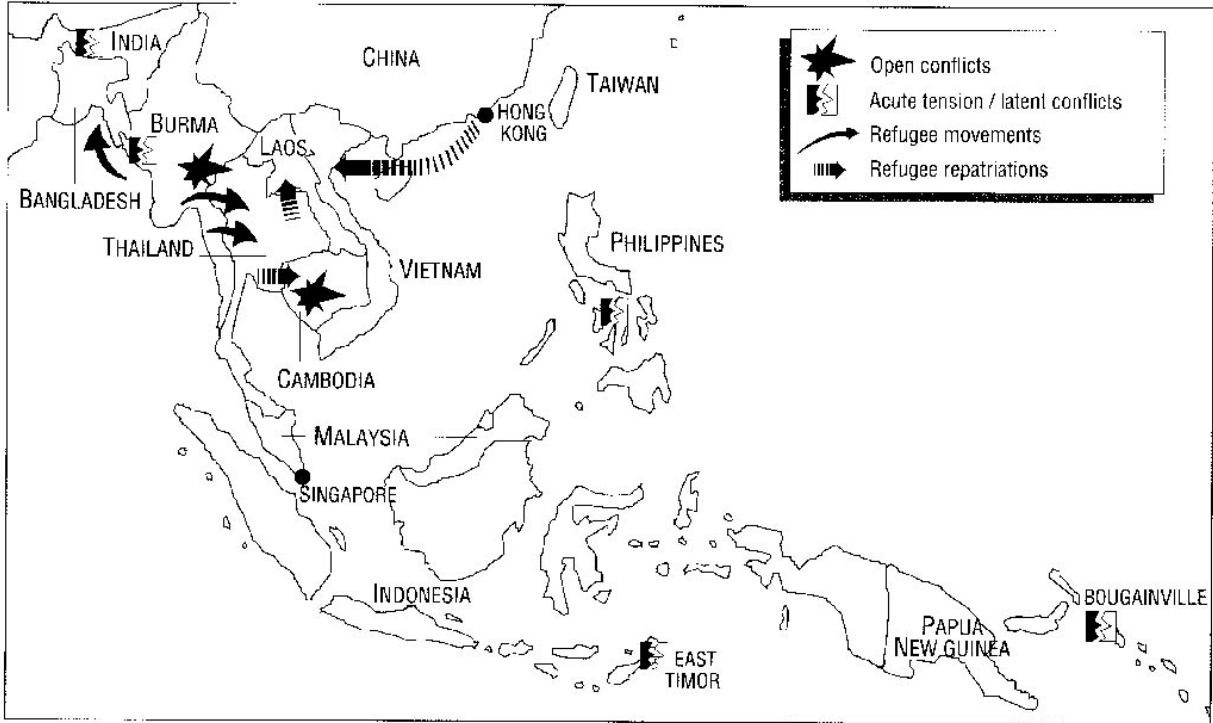 INDIA
CHINA
TAIWAN
HONG
KONG
BURMA
LAOS
BANGLADESH
THAILAND
VIETNAM
PHILIPPINES
CAMBODIA
MALAYSIA
SINGAPORE
INDONESIA
EAST
TIMOR
PAPUA
NEW GUINEA
BOUGAINVILLE
Open conflicts
Acute tension / latent conflicts
Refugee movements
Refugee repatriations